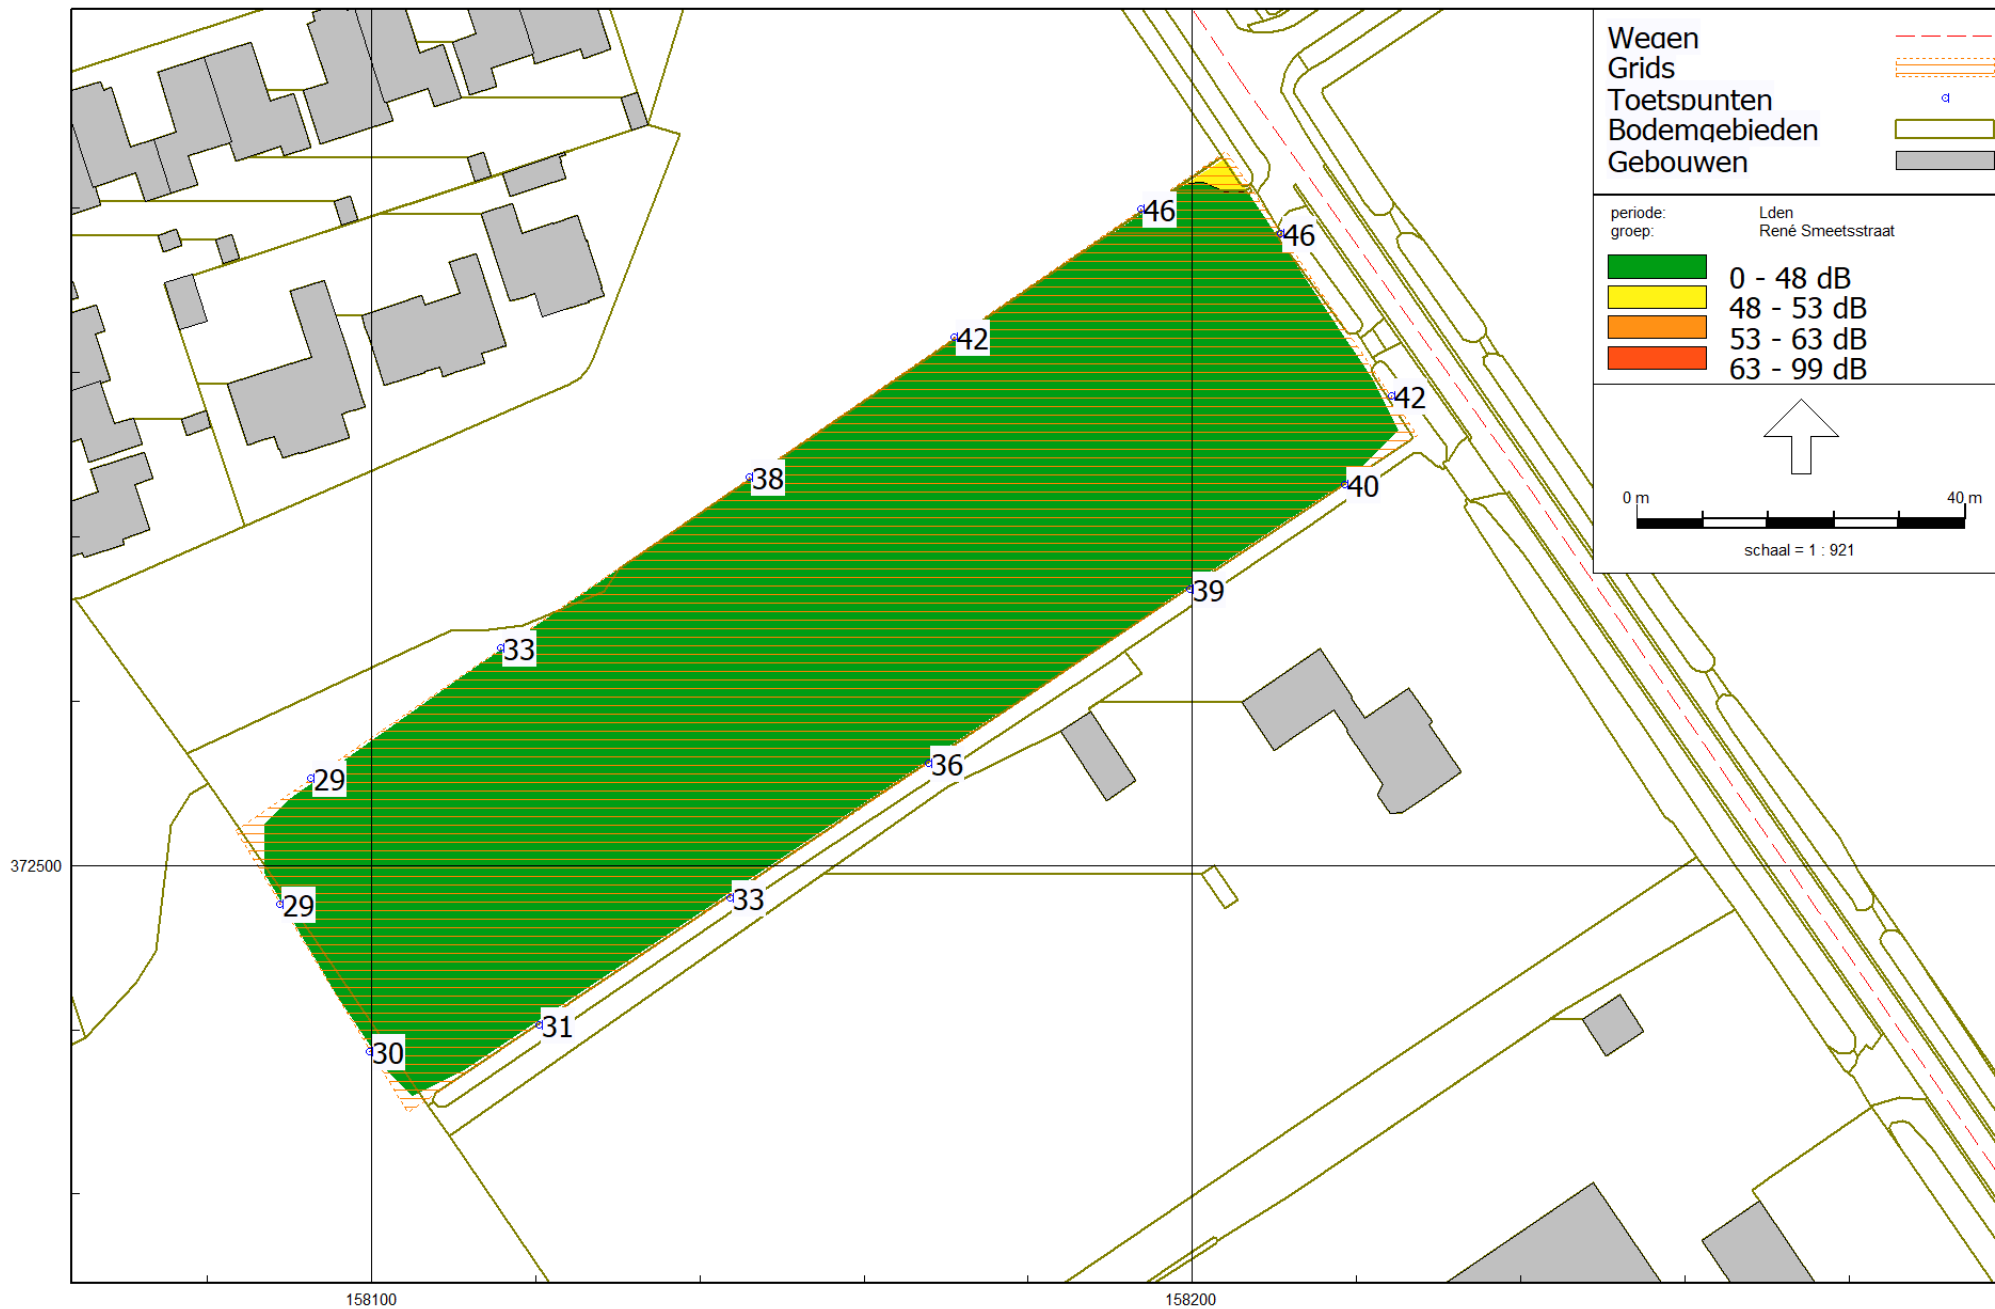 Wegen
Grids
Toetspunten
Bodemgebieden
Gebouwen
periode: Lden
groep: René Smeetsstraat
0 - 48 dB
48 - 53 dB
53 - 63 dB
63 - 99 dB
0 m 40 m
schaal = 1 : 921
46
46
42
42
38
40
39
33
36
29
33
29
31
30
372500
158100 158200